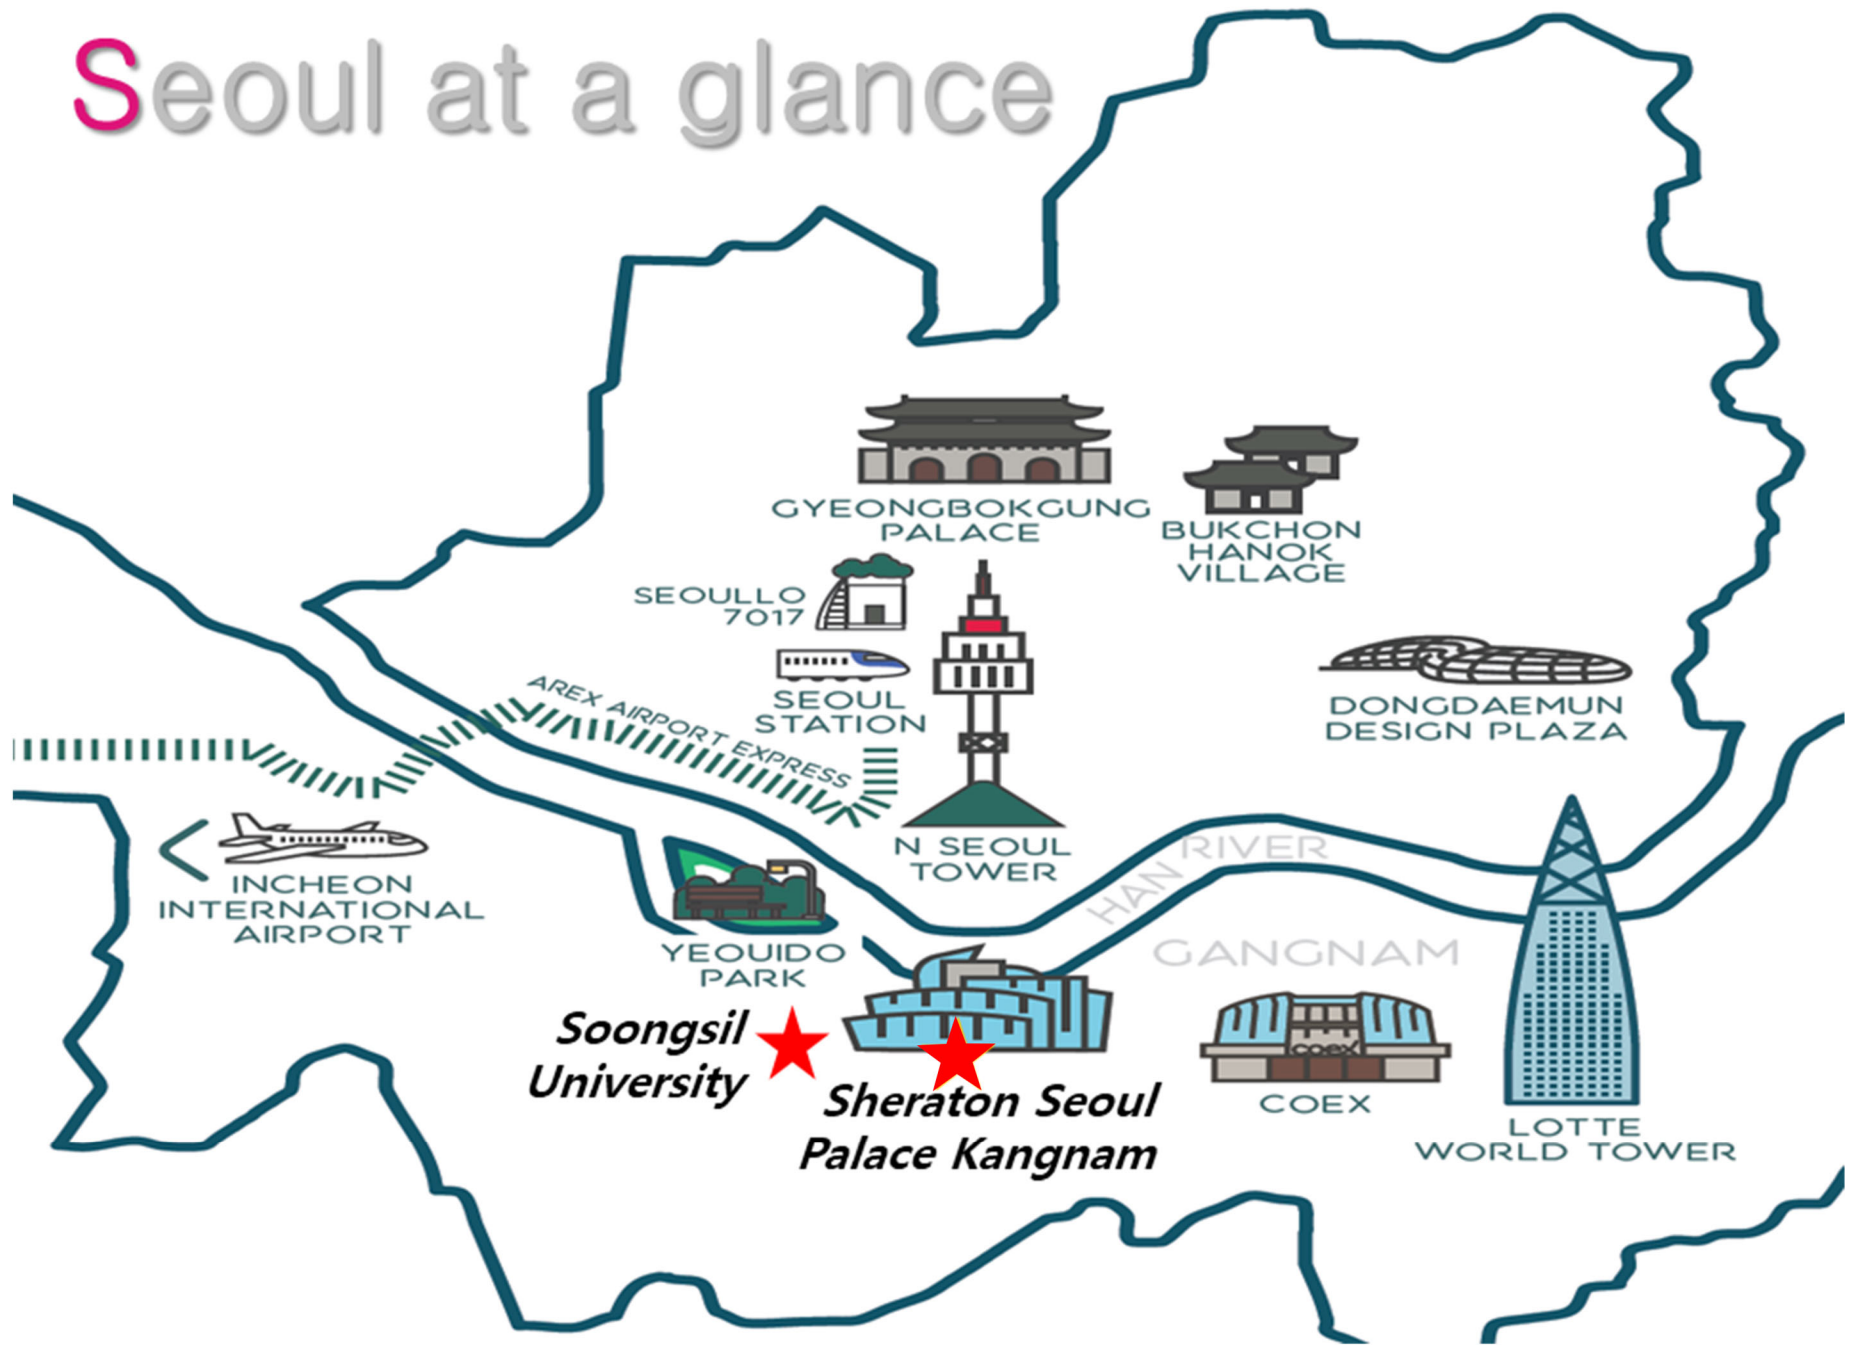 Seoul at a glance
GYEONGBOKGUNG
PALACE
BUKCHON
HANOK
VILLAGE
SEOULLO
7017
SEOUL
STATION
AREX AIRPORT EXPRESS
DONGDAEMUN
DESIGN PLAZA
N SEOUL
TOWER
HAN RIVER
INCHEON
INTERNATIONAL
AIRPORT
YEOUIDO
PARK
GANGNAM
Soongsil
University
Sheraton Seoul
Palace Kangnam
coex
COEX
LOTTE
WORLD TOWER